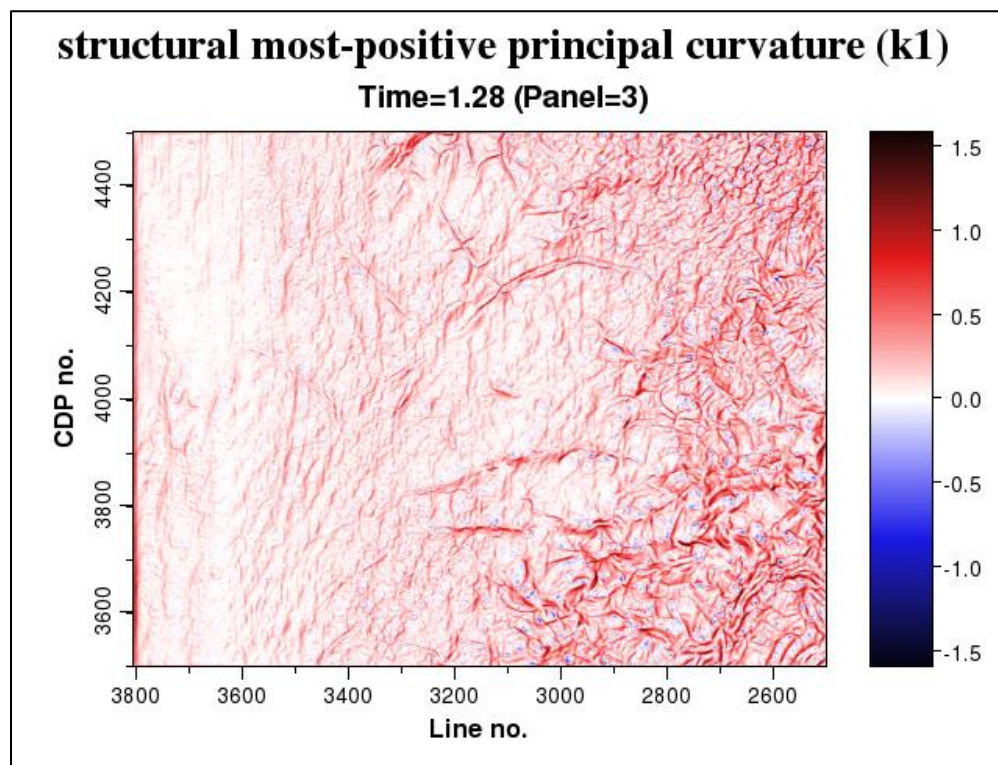 structural most-positive principal curvature (k1)
Time=1.28 (Panel=3)
CDP no.
4400
4200
4000
3800
3600
3800 3600 3400 3200 3000 2800 2600
Line no.
1.5
1.0
0.5
0.0
-0.5
-1.0
-1.5